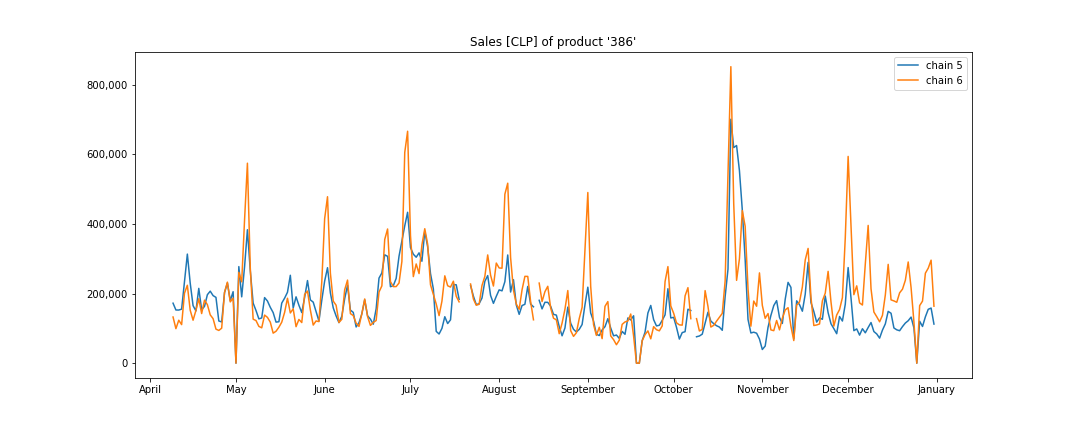 Sales [CLP] of product '386'
chain 5
chain 6
800,000
600,000
400,000
200,000
0
April May June July August September October November December January